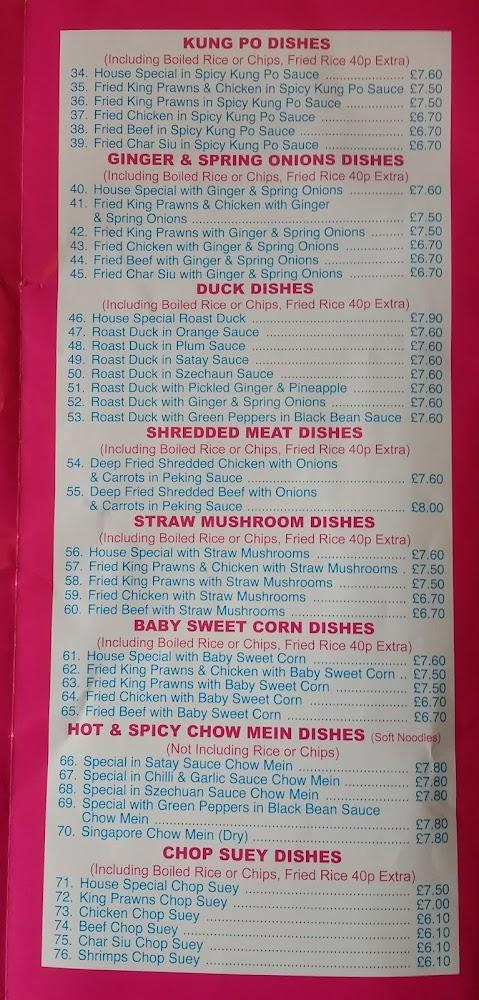 KUNG PO DISHES
(Including Boiled Rice or Chips, Fried Rice 40p Extra)
34. House Special in Spicy Kung Po Sauce .................... £7.60
35. Fried King Prawns & Chicken in Spicy Kung Po Sauce £7.50
36. Fried King Prawns in Spicy Kung Po Sauce ............... £7.50
37. Fried Chicken in Spicy Kung Po Sauce ..................... £6.70
38. Fried Beef in Spicy Kung Po Sauce ........................... £6.70
39. Fried Char Siu in Spicy Kung Po Sauce ..................... £6.70
GINGER & SPRING ONIONS DISHES
(Including Boiled Rice or Chips, Fried Rice 40p Extra)
40. House Special with Ginger & Spring Onions ............... £7.60
41. Fried King Prawns & Chicken with Ginger
& Spring Onions ........................................................ £7.50
42. Fried King Prawns with Ginger & Spring Onions ......... £7.50
43. Fried Chicken with Ginger & Spring Onions ................ £6.70
44. Fried Beef with Ginger & Spring Onions ..................... £6.70
45. Fried Char Siu with Ginger & Spring Onions .............. £6.70
DUCK DISHES
(Including Boiled Rice or Chips, Fried Rice 40p Extra)
46. House Special Roast Duck ........................................ £7.90
47. Roast Duck in Orange Sauce ..................................... £7.60
48. Roast Duck in Plum Sauce ........................................ £7.60
49. Roast Duck in Satay Sauce ....................................... £7.60
50. Roast Duck in Szechaun Sauce ................................. £7.60
51. Roast Duck with Pickled Ginger & Pineapple .............. £7.60
52. Roast Duck with Ginger & Spring Onions .................... £7.60
53. Roast Duck with Green Peppers in Black Bean Sauce £7.60
SHREDDED MEAT DISHES
(Including Boiled Rice or Chips, Fried Rice 40p Extra)
54. Deep Fried Shredded Chicken with Onions
& Carrots in Peking Sauce ......................................... £7.60
55. Deep Fried Shredded Beef with Onions
& Carrots in Peking Sauce ......................................... £8.00
STRAW MUSHROOM DISHES
(Including Boiled Rice or Chips, Fried Rice 40p Extra)
56. House Special with Straw Mushrooms ....................... £7.60
57. Fried King Prawns & Chicken with Straw Mushrooms . £7.50
58. Fried King Prawns with Straw Mushrooms .................. £7.50
59. Fried Chicken with Straw Mushrooms ......................... £6.70
60. Fried Beef with Straw Mushrooms .............................. £6.70
BABY SWEET CORN DISHES
(Including Boiled Rice or Chips, Fried Rice 40p Extra)
61. House Special with Baby Sweet Corn ......................... £7.60
62. Fried King Prawns & Chicken with Baby Sweet Corn .. £7.50
63. Fried King Prawns with Baby Sweet Corn ................... £7.50
64. Fried Chicken with Baby Sweet Corn .......................... £6.70
65. Fried Beef with Baby Sweet Corn ............................... £6.70
HOT & SPICY CHOW MEIN DISHES (Soft Noodles)
(Not Including Rice or Chips)
66. Special in Satay Sauce Chow Mein ............................ £7.80
67. Special in Chilli & Garlic Sauce Chow Mein ................ £7.80
68. Special in Szechuan Sauce Chow Mein ..................... £7.80
69. Special with Green Peppers in Black Bean Sauce
Chow Mein ................................................................ £7.80
70. Singapore Chow Mein (Dry) ....................................... £7.80
CHOP SUEY DISHES
(Including Boiled Rice or Chips, Fried Rice 40p Extra)
71. House Special Chop Suey ......................................... £7.50
72. King Prawns Chop Suey ............................................ £7.00
73. Chicken Chop Suey ................................................... £6.10
74. Beef Chop Suey ........................................................ £6.10
75. Char Siu Chop Suey .................................................. £6.10
76. Shrimps Chop Suey .................................................. £6.10